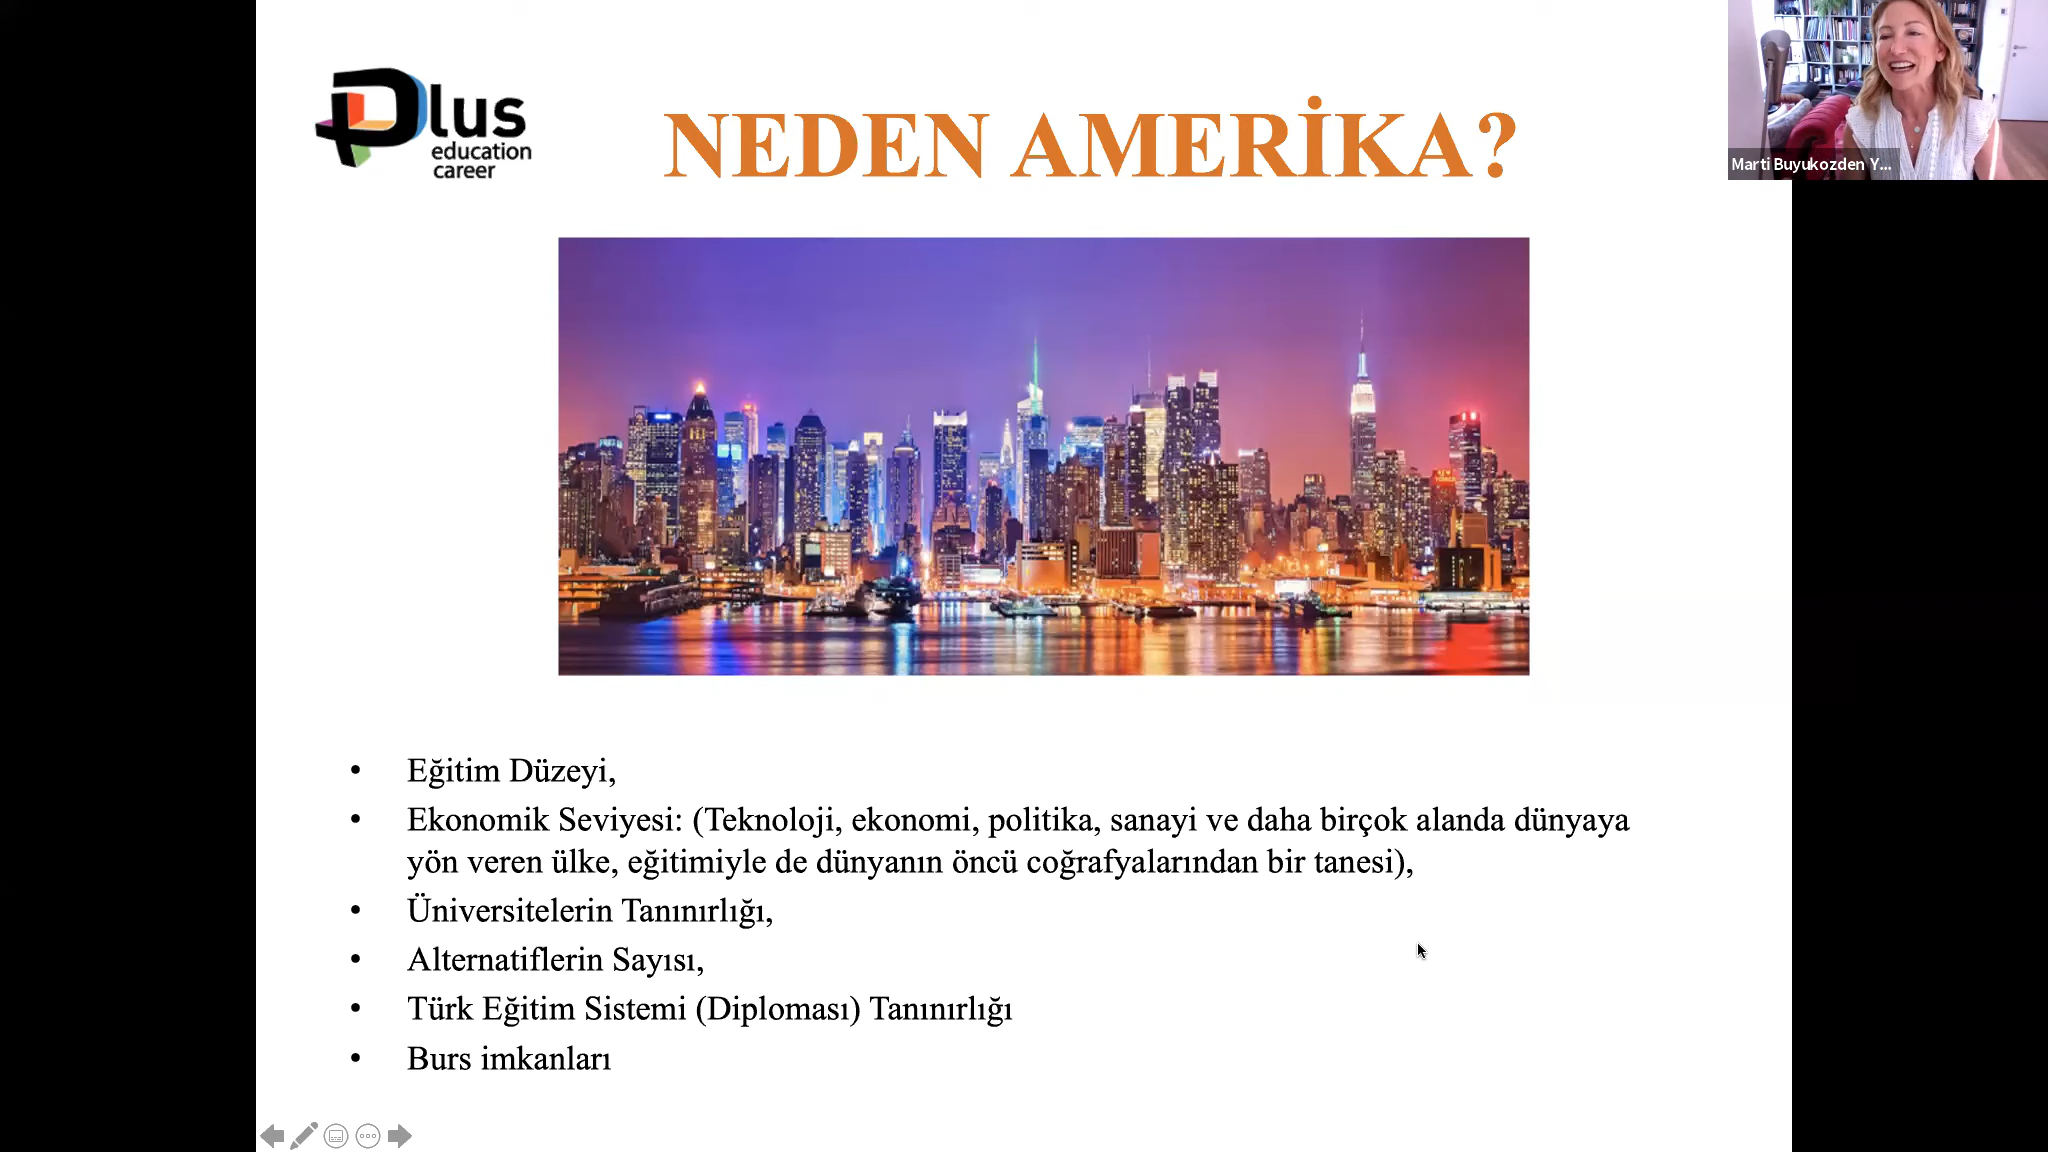 Plus
education
career
NEDEN AMERİKA?
Marti Buyukozden Y...
• Eğitim Düzeyi,
• Ekonomik Seviyesi: (Teknoloji, ekonomi, politika, sanayi ve daha birçok alanda dünyaya
yön veren ülke, eğitimiyle de dünyanın öncü coğrafyalarından bir tanesi),
• Üniversitelerin Tanınırlığı,
• Alternatiflerin Sayısı,
• Türk Eğitim Sistemi (Diploması) Tanınırlığı
• Burs imkanları